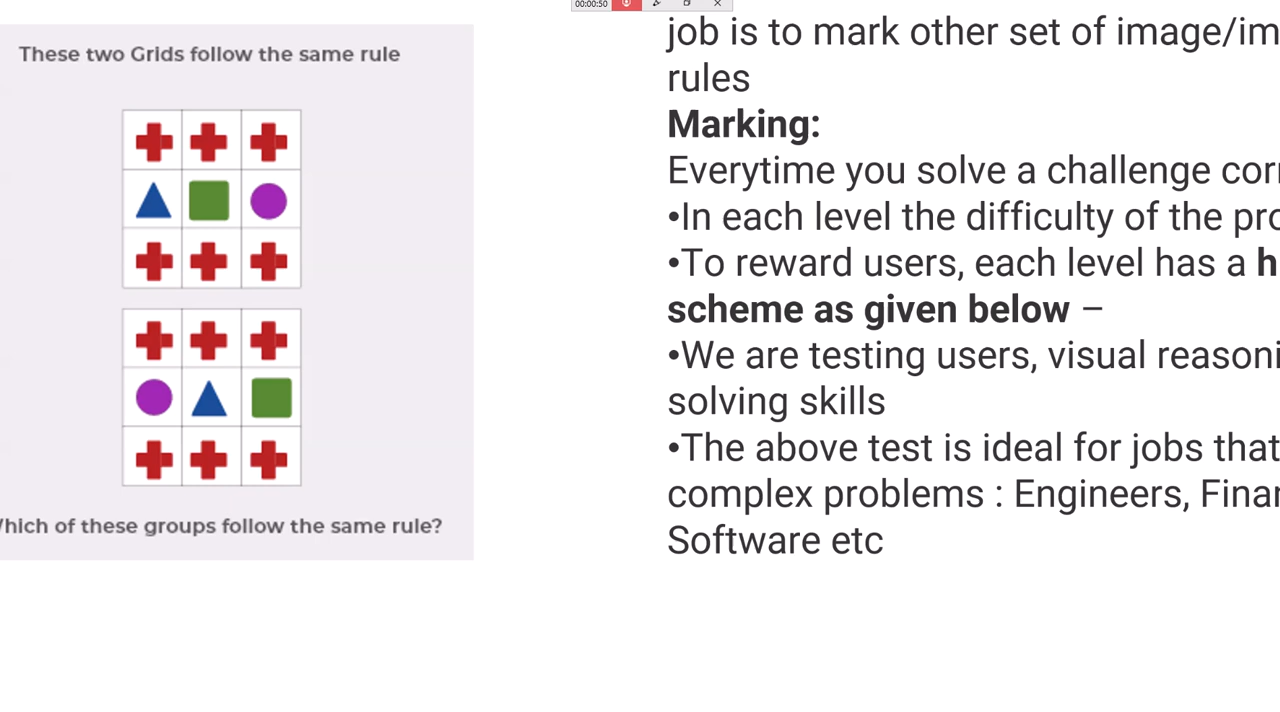 00:00:50
These two Grids follow the same rule
hich of these groups follow the same rule?
job is to mark other set of image/im
rules
Marking:
Everytime you solve a challenge cor
•In each level the difficulty of the pro
•To reward users, each level has a h
scheme as given below –
•We are testing users, visual reasoni
solving skills
•The above test is ideal for jobs that
complex problems : Engineers, Finan
Software etc